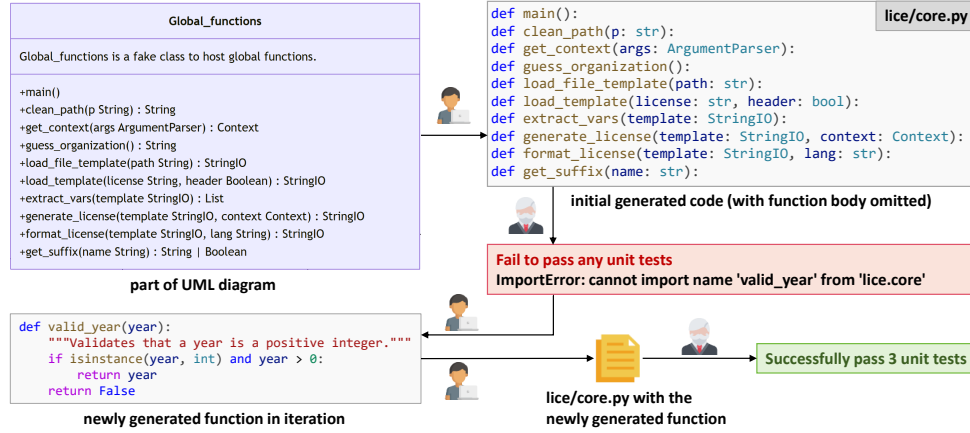 Global_functions
Global_functions is a fake class to host global functions.
+main()
+clean_path(p String) : String
+get_context(args ArgumentParser) : Context
+guess_organization() : String
+load_file_template(path String) : StringIO
+load_template(license String, header Boolean) : StringIO
+extract_vars(template StringIO) : List
+generate_license(template StringIO, context Context) : StringIO
+format_license(template StringIO, lang String) : StringIO
+get_suffix(name String) : String | Boolean
part of UML diagram
lice/core.py
def main():
def clean_path(p: str):
def get_context(args: ArgumentParser):
def guess_organization():
def load_file_template(path: str):
def load_template(license: str, header: bool):
def extract_vars(template: StringIO):
def generate_license(template: StringIO, context: Context):
def format_license(template: StringIO, lang: str):
def get_suffix(name: str):
initial generated code (with function body omitted)
Fail to pass any unit tests
ImportError: cannot import name 'valid_year' from 'lice.core'
def valid_year(year):
    """Validates that a year is a positive integer."""
    if isinstance(year, int) and year > 0:
        return year
    return False
newly generated function in iteration
lice/core.py with the
newly generated function
Successfully pass 3 unit tests